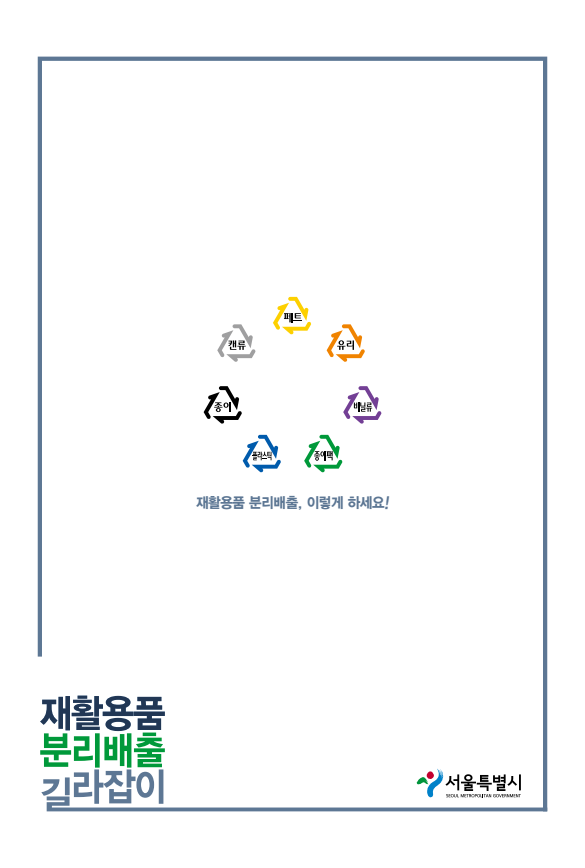 페트
캔류
유리
종이
비닐류
플라스틱
종이팩
재활용품 분리배출, 이렇게 하세요!
재활용품
분리배출
길라잡이
서울특별시
SEOUL METROPOLITAN GOVERNMENT